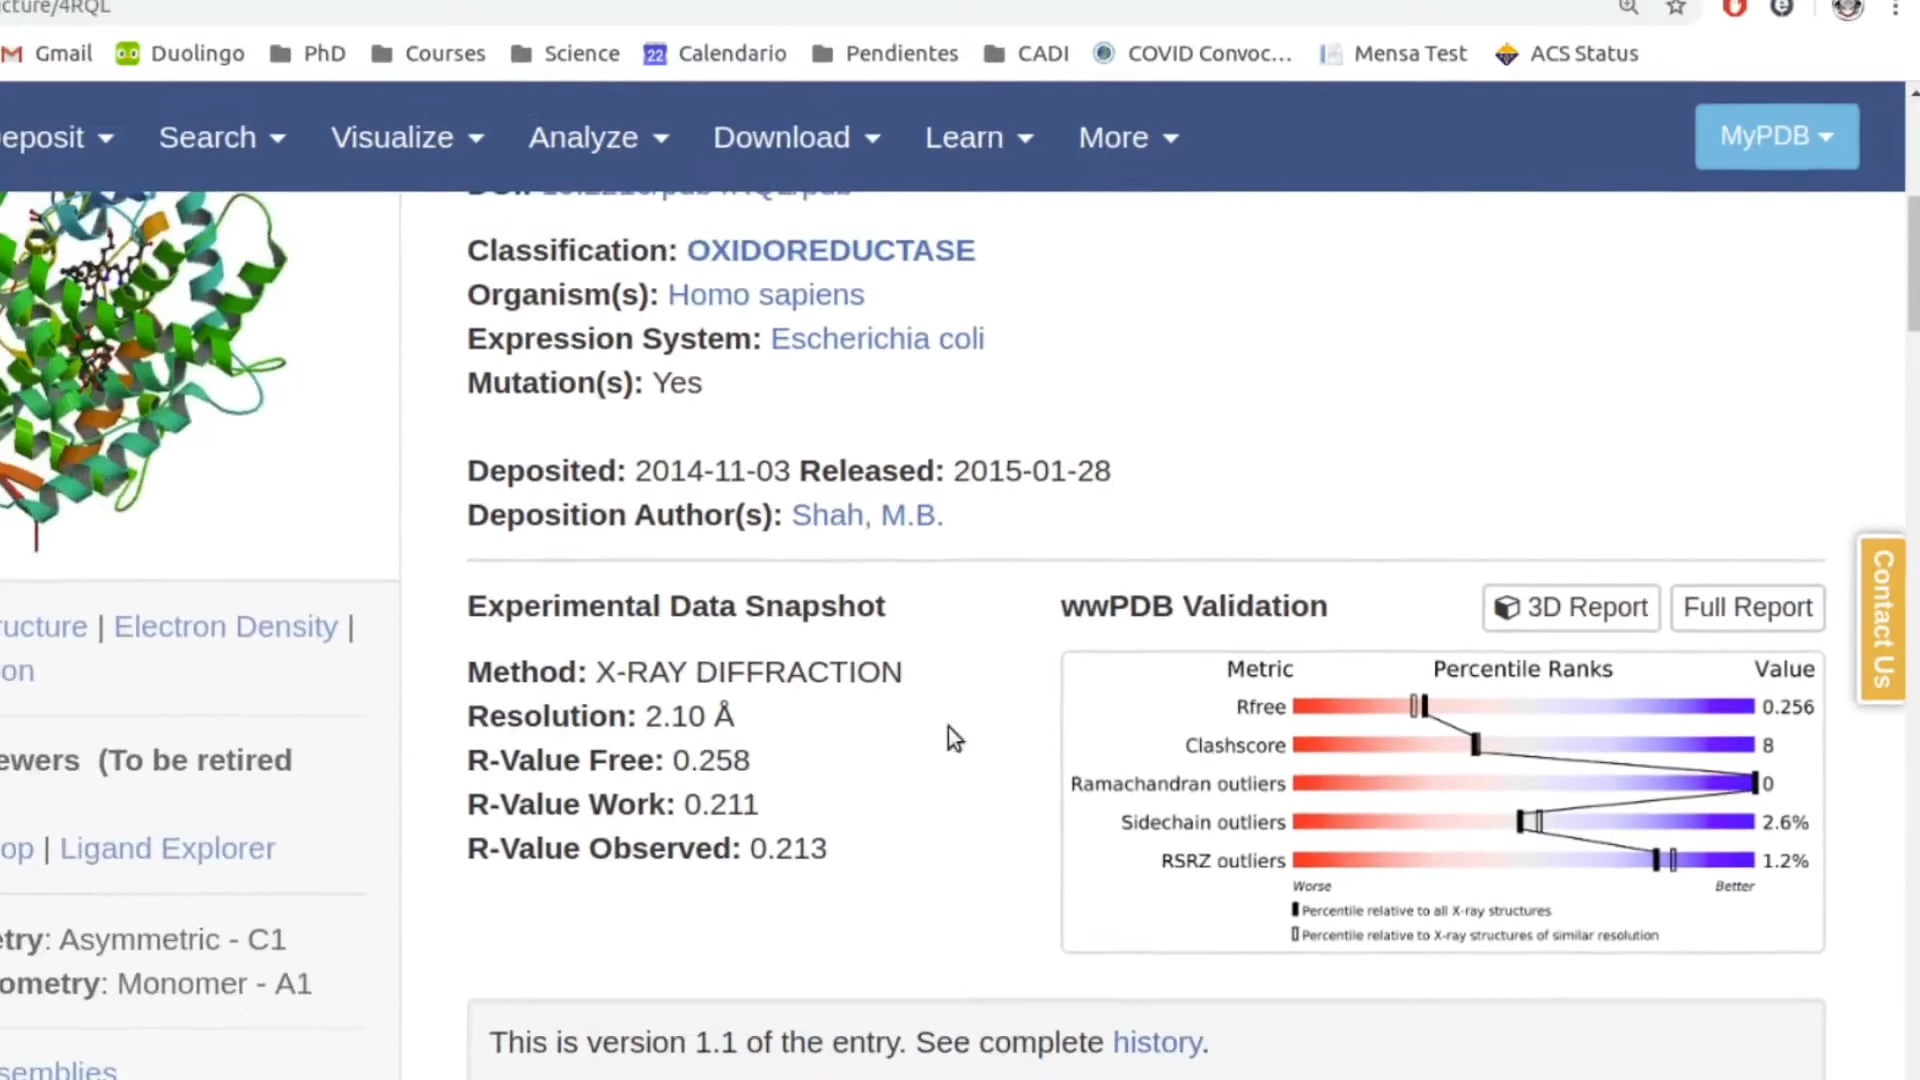 cture/4RQL
Gmail Duolingo PhD Courses Science 22 Calendario Pendientes CADI COVID Convoc... Mensa Test ACS Status
eposit Search Visualize Analyze Download Learn More MyPDB
Classification: OXIDOREDUCTASE
Organism(s): Homo sapiens
Expression System: Escherichia coli
Mutation(s): Yes
Deposited: 2014-11-03 Released: 2015-01-28
Deposition Author(s): Shah, M.B.
Contact Us
ructure | Electron Density |
on
ewers (To be retired
op | Ligand Explorer
etry: Asymmetric - C1
ometry: Monomer - A1
semblies
Experimental Data Snapshot
Method: X-RAY DIFFRACTION
Resolution: 2.10 Å
R-Value Free: 0.258
R-Value Work: 0.211
R-Value Observed: 0.213
wwPDB Validation 3D Report Full Report
Metric Percentile Ranks Value
Rfree 0.256
Clashscore 8
Ramachandran outliers 0
Sidechain outliers 2.6%
RSRZ outliers 1.2%
Worse Better
Percentile relative to all X-ray structures
Percentile relative to X-ray structures of similar resolution
This is version 1.1 of the entry. See complete history.